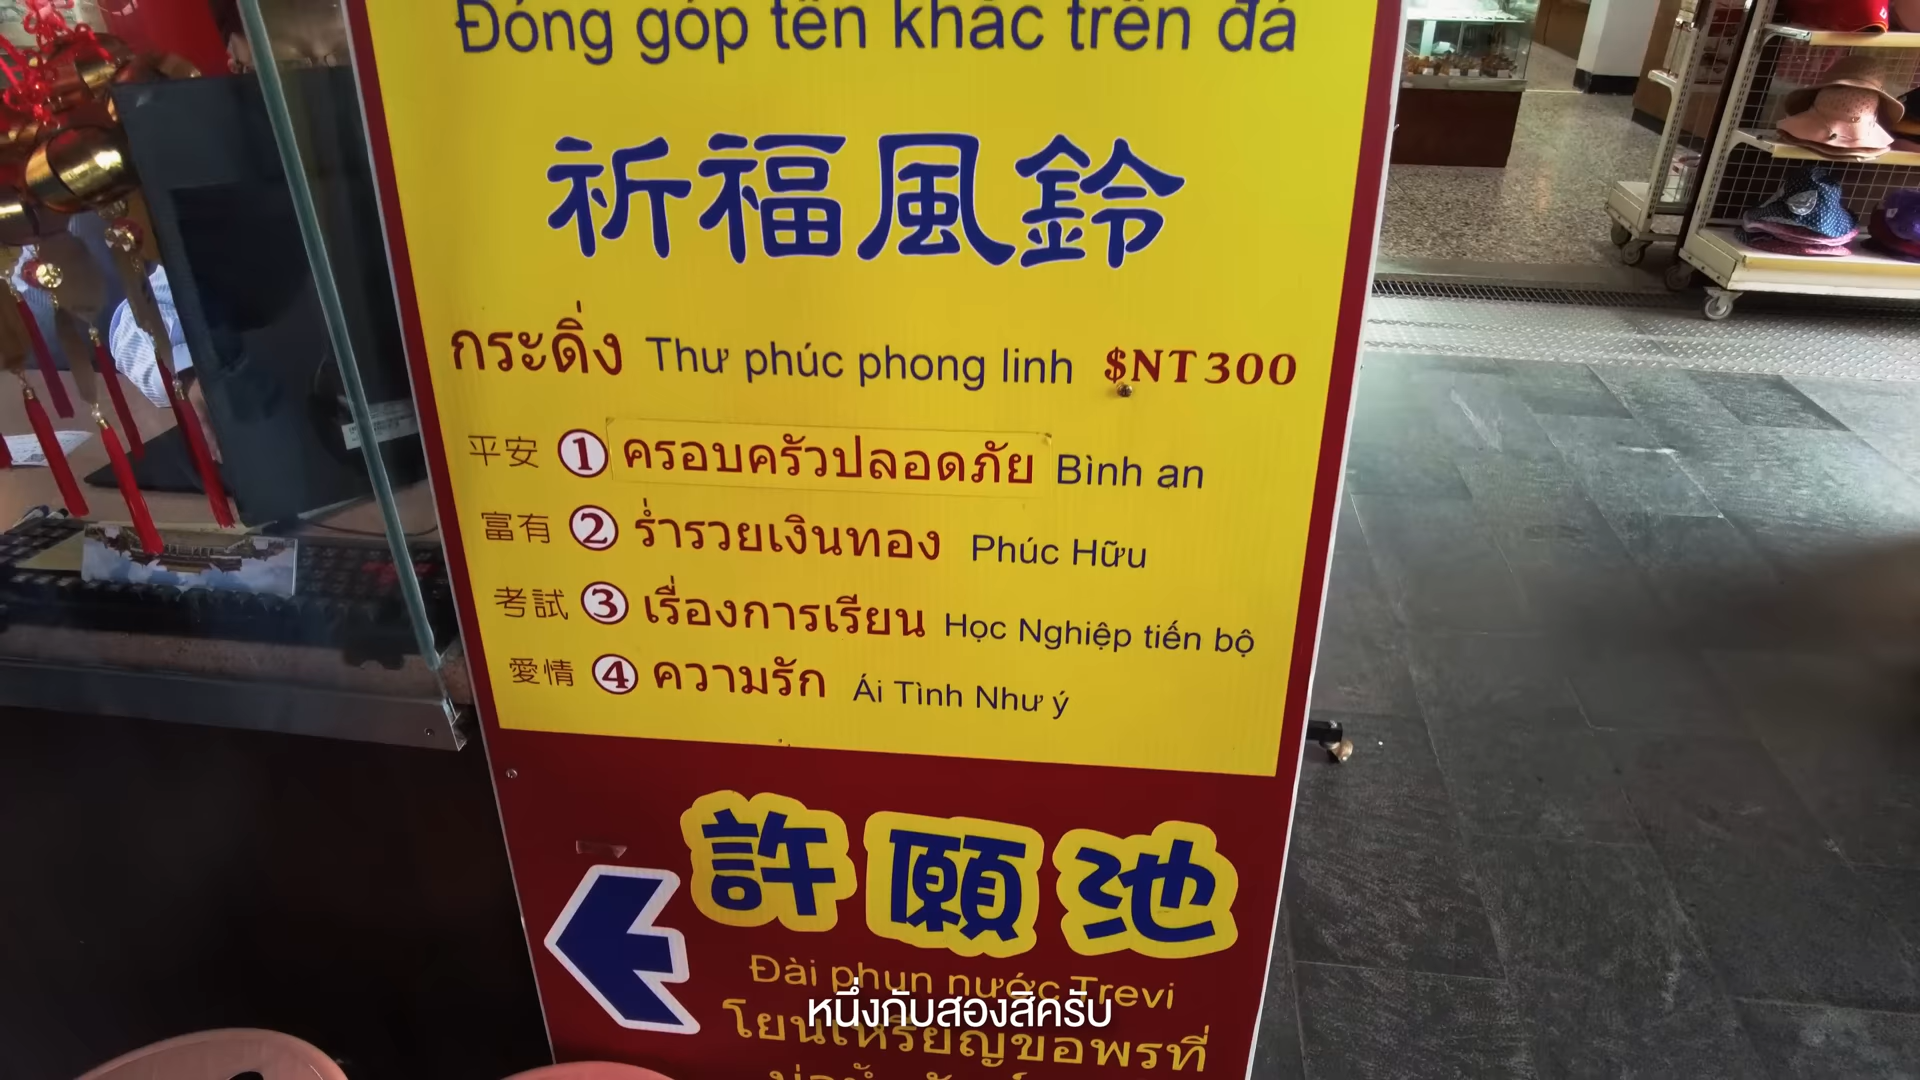 Đóng góp tên khắc trên đá
祈福風鈴
กระดิ่ง Thư phúc phong linh $NT300
平安 ① ครอบครัวปลอดภัย Bình an
富有 ② ร่ำรวยเงินทอง Phúc Hữu
考試 ③ เรื่องการเรียน Học Nghiệp tiến bộ
愛情 ④ ความรัก Ái Tình Như ý
許願池
Đài phun nước Trevi
หนึ่งกับสองสิครับ
โยนเหรียญขอพรที่